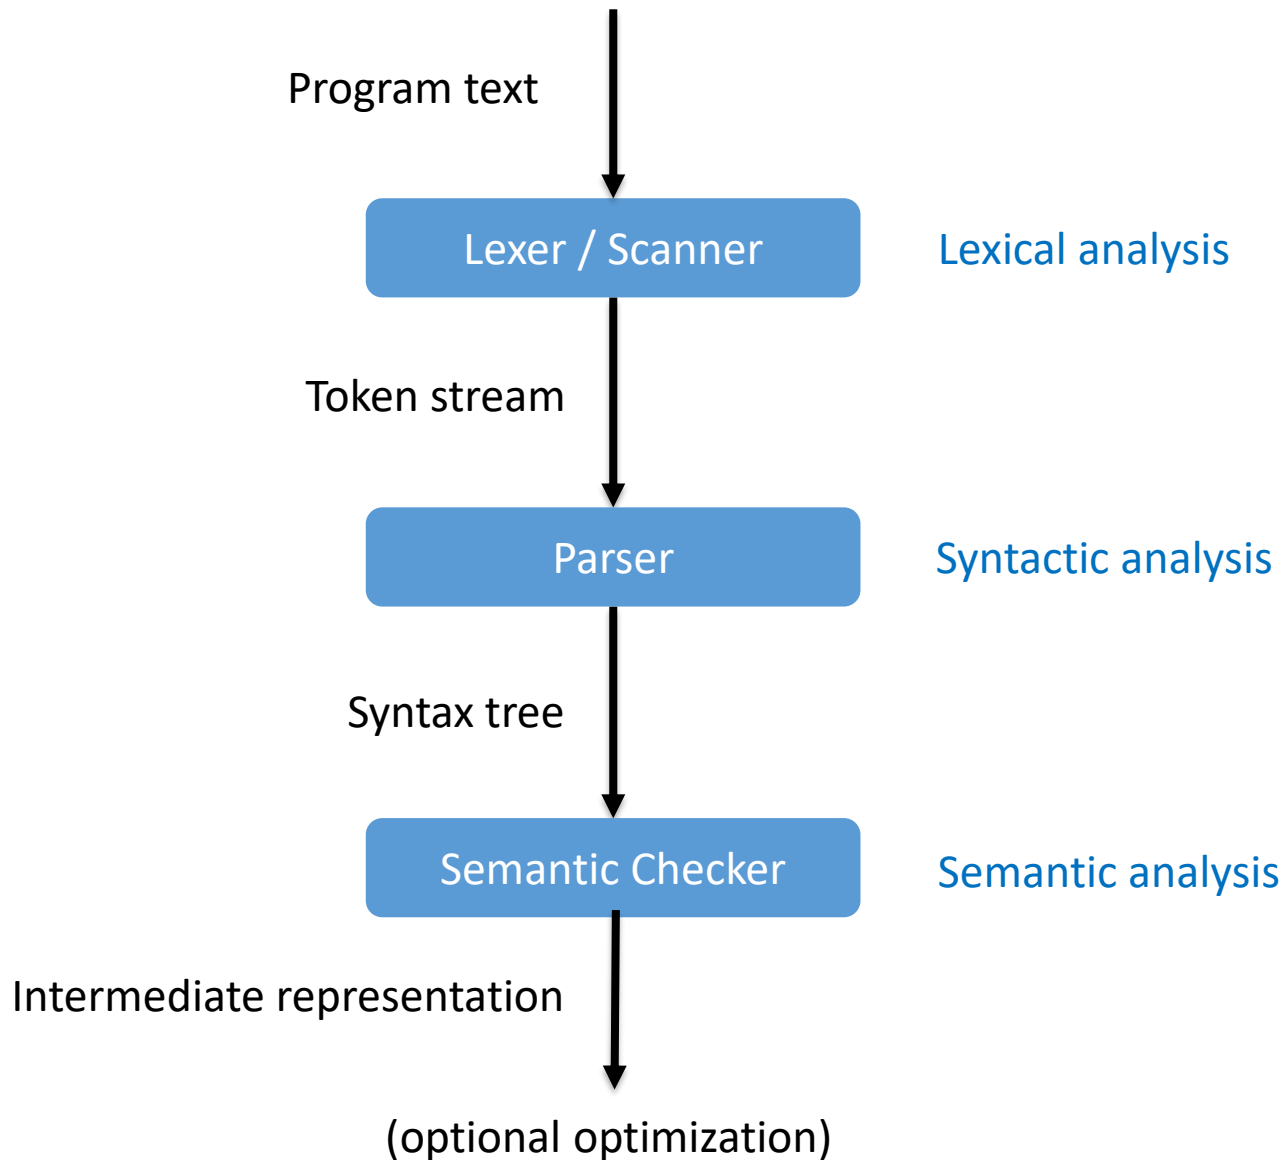 Program text
Lexer / Scanner
Lexical analysis
Token stream
Parser
Syntactic analysis
Syntax tree
Semantic Checker
Semantic analysis
Intermediate representation
(optional optimization)